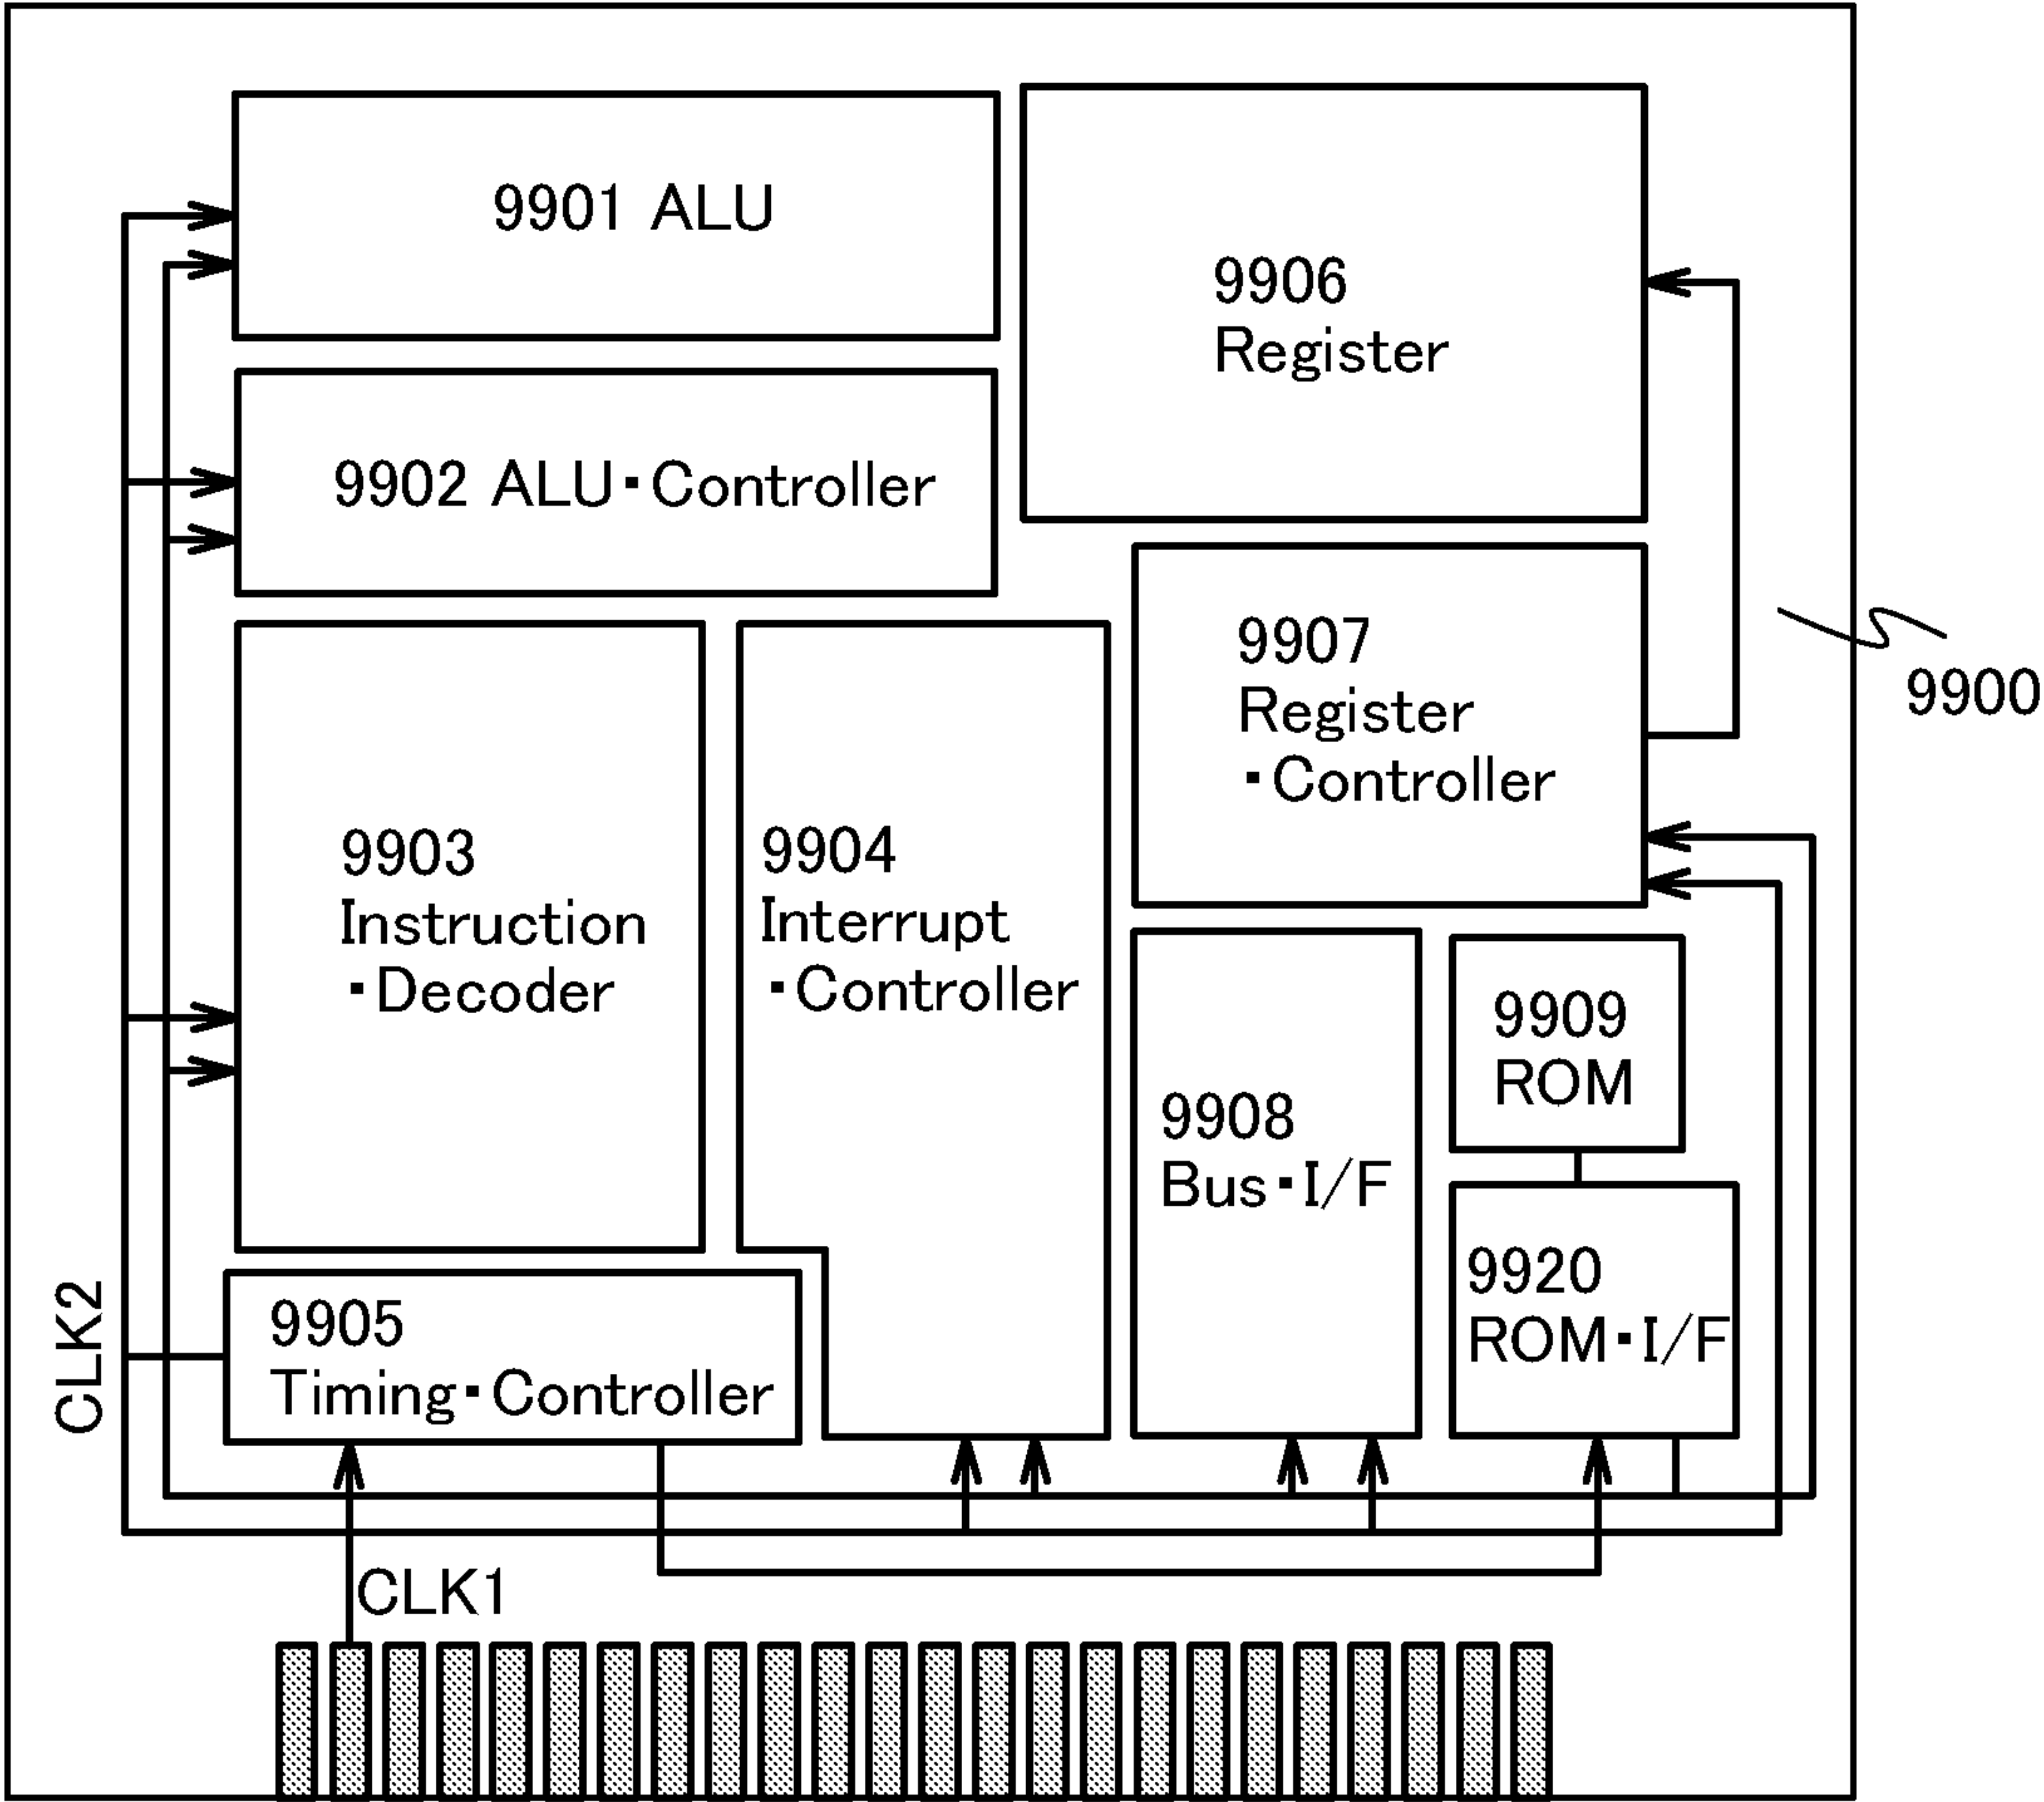 9901 ALU
9906
Register
9902 ALU・Controller
9907
Register
・Controller
9900
9903
Instruction
・Decoder
9904
Interrupt
・Controller
9909
ROM
9908
Bus・I/F
9920
ROM・I/F
9905
Timing・Controller
CLK2
CLK1